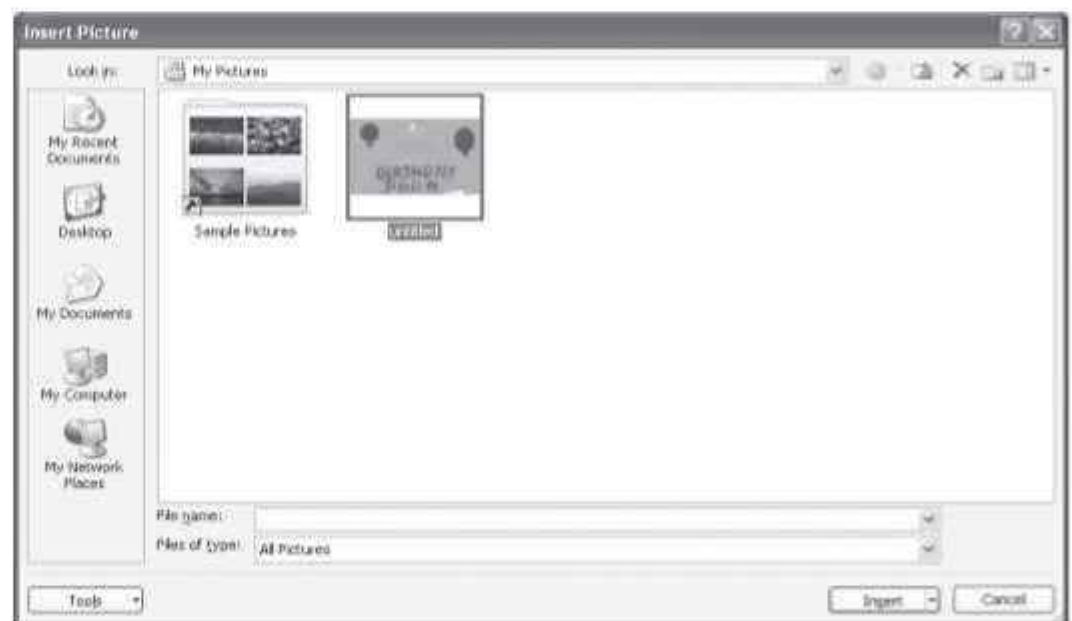 Insert Picture
Look in:
My Pictures
My Recent
Documents
Desktop
My Documents
My Computer
My Network
Places
Sample Pictures
BIRTHDAY
untitled
File name:
Files of type:
All Pictures
Tools
Insert
Cancel